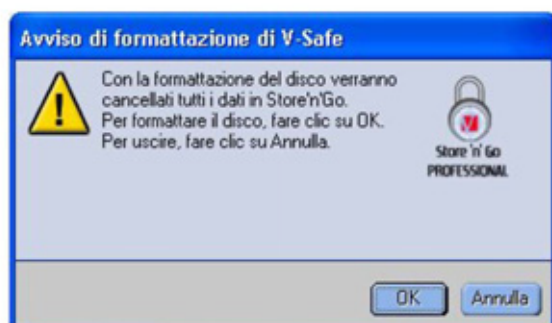 Avviso di formattazione di V-Safe
Con la formattazione del disco verranno
cancellati tutti i dati in Store'n'Go.
Per formattare il disco, fare clic su OK.
Per uscire, fare clic su Annulla.
Store 'n' Go
PROFESSIONAL
OK
Annulla